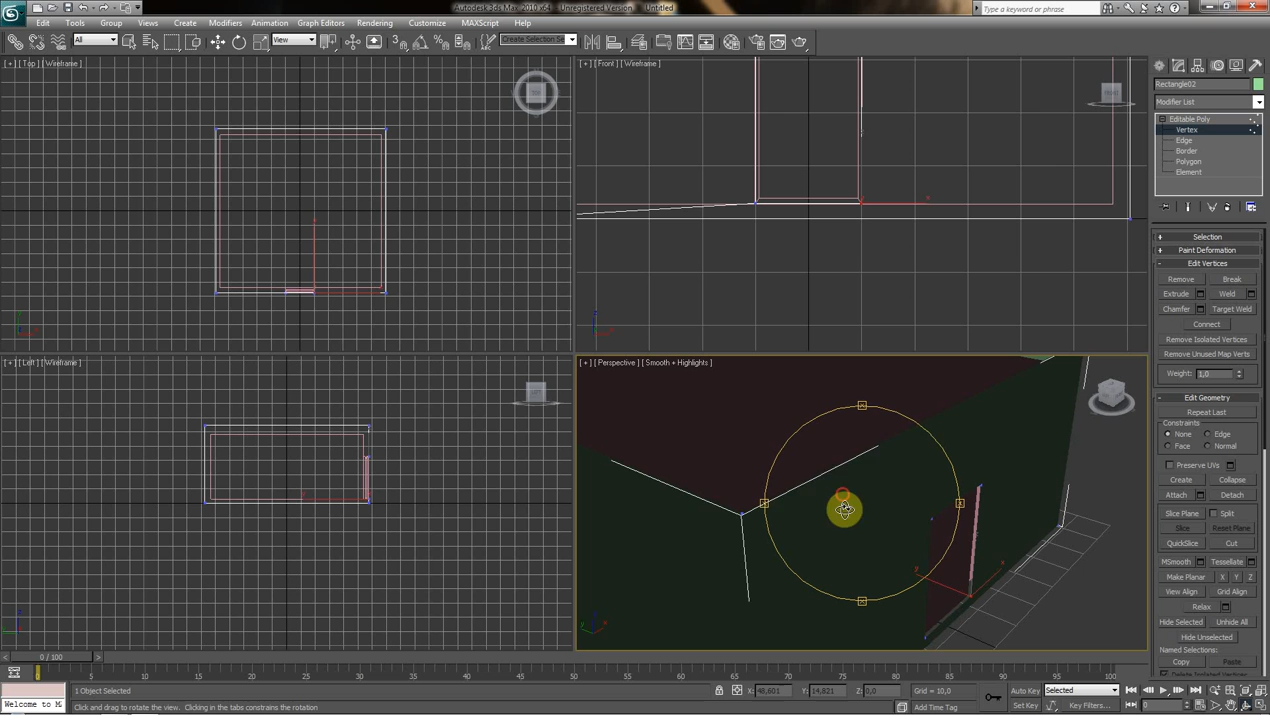 Autodesk 3ds Max 2010 x64 - Unregistered Version Untitled
Type a keyword or phrase
Edit Tools Group Views Create Modifiers Animation Graph Editors Rendering Customize MAXScript Help
All View Create Selection Se
[ + ] [ Top ] [ Wireframe ]
[ + ] [ Front ] [ Wireframe ]
TOP
FRONT
[ + ] [ Left ] [ Wireframe ]
[ + ] [ Perspective ] [ Smooth + Highlights ]
LEFT
Rectangle02
Modifier List
Editable Poly
Vertex
Edge
Border
Polygon
Element
+ Selection
+ Paint Deformation
- Edit Vertices
Remove Break
Extrude Weld
Chamfer Target Weld
Connect
Remove Isolated Vertices
Remove Unused Map Verts
Weight: 1,0
- Edit Geometry
Repeat Last
Constraints
None Edge
Face Normal
Preserve UVs
Create Collapse
Attach Detach
Slice Plane Split
Slice Reset Plane
QuickSlice Cut
MSmooth Tessellate
Make Planar X Y Z
View Align Grid Align
Relax
Hide Selected Unhide All
Hide Unselected
Named Selections:
Copy Paste
Delete Isolated Vertices
0 / 100
0 5 10 15 20 25 30 35 40 45 50 55 60 65 70 75 80 85 90 95 100
1 Object Selected X: 48,601 Y: 14,821 Z: 0,0 Grid = 10,0 Auto Key Selected
Welcome to M Click and drag to rotate the view. Clicking in the tabs constrains the rotation Add Time Tag Set Key Key Filters... 0